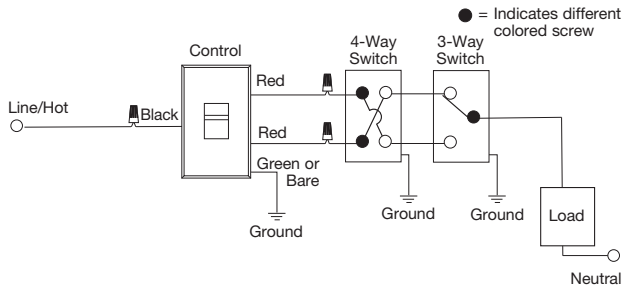 = Indicates different
colored screw
Control
4-Way
Switch
3-Way
Switch
Line/Hot
Black
Red
Red
Green or
Bare
Ground
Ground
Ground
Load
Neutral